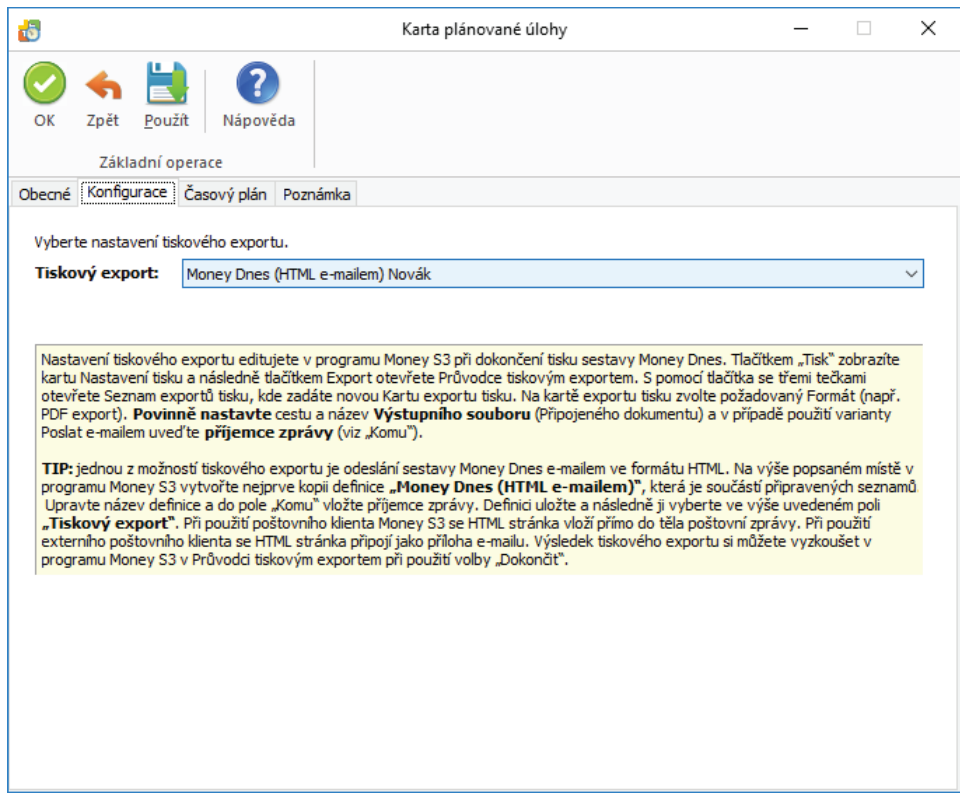 Karta plánované úlohy
OK Zpět Použít Nápověda
Základní operace
Obecné Konfigurace Časový plán Poznámka
Vyberte nastavení tiskového exportu.
Tiskový export: Money Dnes (HTML e-mailem) Novák
Nastavení tiskového exportu editujete v programu Money S3 při dokončení tisku sestavy Money Dnes. Tlačítkem „Tisk" zobrazíte
kartu Nastavení tisku a následně tlačítkem Export otevřete Průvodce tiskovým exportem. S pomocí tlačítka se třemi tečkami
otevřete Seznam exportů tisku, kde zadáte novou Kartu exportu tisku. Na kartě exportu tisku zvolte požadovaný Formát (např.
PDF export). Povinně nastavte cestu a název Výstupního souboru (Připojeného dokumentu) a v případě použití varianty
Poslat e-mailem uveďte příjemce zprávy (viz „Komu").
TIP: jednou z možností tiskového exportu je odeslání sestavy Money Dnes e-mailem ve formátu HTML. Na výše popsaném místě v
programu Money S3 vytvořte nejprve kopii definice „Money Dnes (HTML e-mailem)", která je součástí připravených seznamů
Upravte název definice a do pole „Komu" vložte příjemce zprávy. Definici uložte a následně ji vyberte ve výše uvedeném poli
„Tiskový export". Při použití poštovního klienta Money S3 se HTML stránka vloží přímo do těla poštovní zprávy. Při použití
externího poštovního klienta se HTML stránka připojí jako příloha e-mailu. Výsledek tiskového exportu si můžete vyzkoušet v
programu Money S3 v Průvodci tiskovým exportem při použití volby „Dokončit".